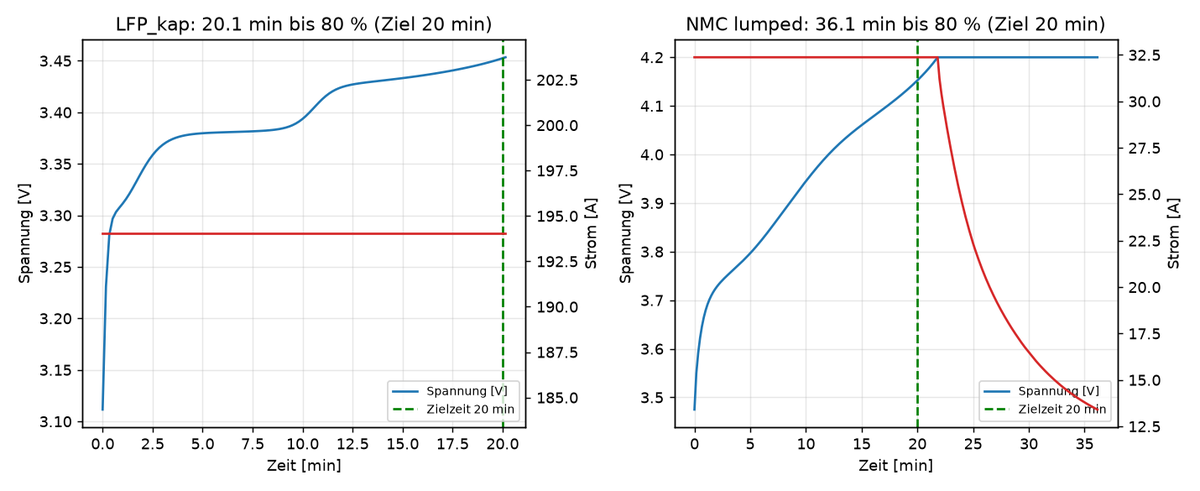 LFP_kap: 20.1 min bis 80 % (Ziel 20 min)
3.45
3.40
3.35
3.30
3.25
3.20
3.15
3.10
Spannung [V]
0.0 2.5 5.0 7.5 10.0 12.5 15.0 17.5 20.0
Zeit [min]
202.5
200.0
197.5
195.0
192.5
190.0
187.5
185.0
Strom [A]
Spannung [V]
Zielzeit 20 min
NMC lumped: 36.1 min bis 80 % (Ziel 20 min)
4.2
4.1
4.0
3.9
3.8
3.7
3.6
3.5
Spannung [V]
0 5 10 15 20 25 30 35
Zeit [min]
32.5
30.0
27.5
25.0
22.5
20.0
17.5
15.0
12.5
Strom [A]
Spannung [V]
Zielzeit 20 min